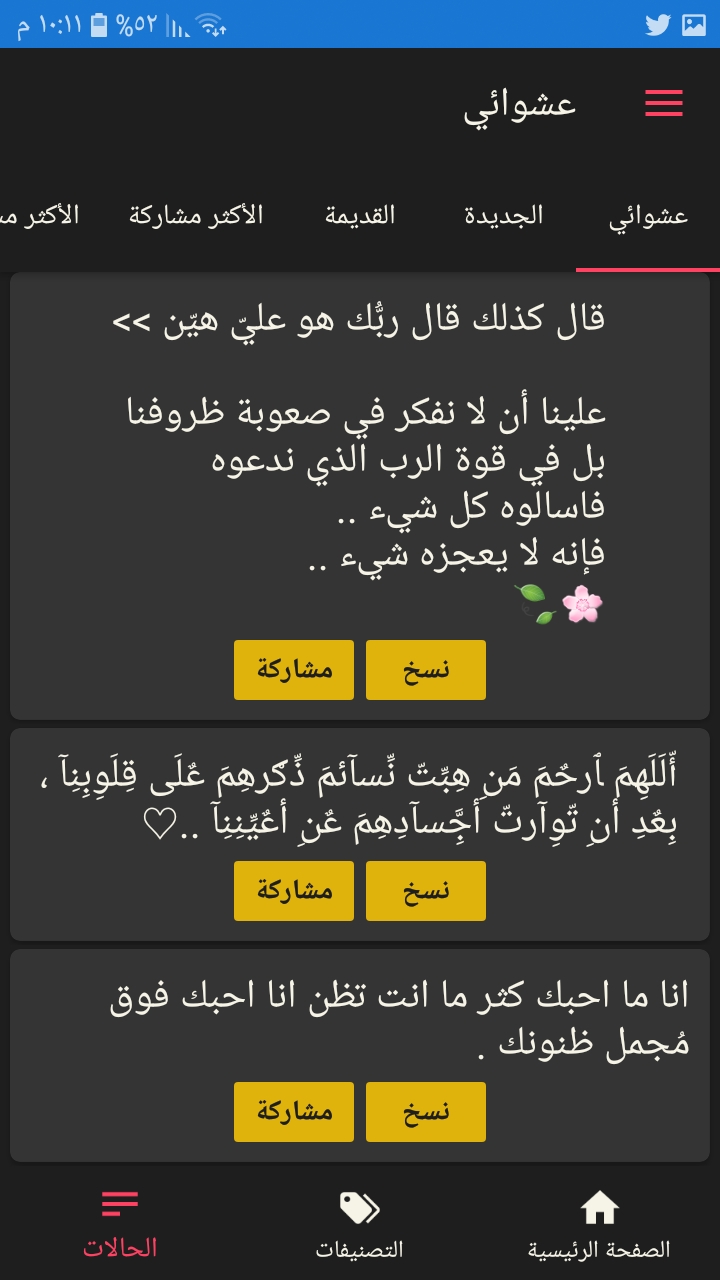 ١٠:١١ م
%٥٢
عشوائي
عشوائي
الجديدة
القديمة
الأكثر مشاركة
الأكثر مش
قال كذلك قال ربُّك هو عليّ هيّن >>
علينا أن لا نفكر في صعوبة ظروفنا
بل في قوة الرب الذي ندعوه
فاسالوه كل شيء ..
فإنه لا يعجزه شيء ..
🌸🍃
نسخ
مشاركة
أّلَلَهِمَ ٱرحٌمَ مَنِ هِبِّتّ نِّسآئمَ ذِّګرهِمَ عٌلَى قِلَوِبِنِآ ،
بِعٌدِ أنِ تّوِآرتّ أجَّسآدِهِمَ عٌنِ أعٌيِّنِنِآ ..♡
نسخ
مشاركة
انا ما احبك كثر ما انت تظن انا احبك فوق
مُجمل ظنونك .
نسخ
مشاركة
الصفحة الرئيسية
التصنيفات
الحالات